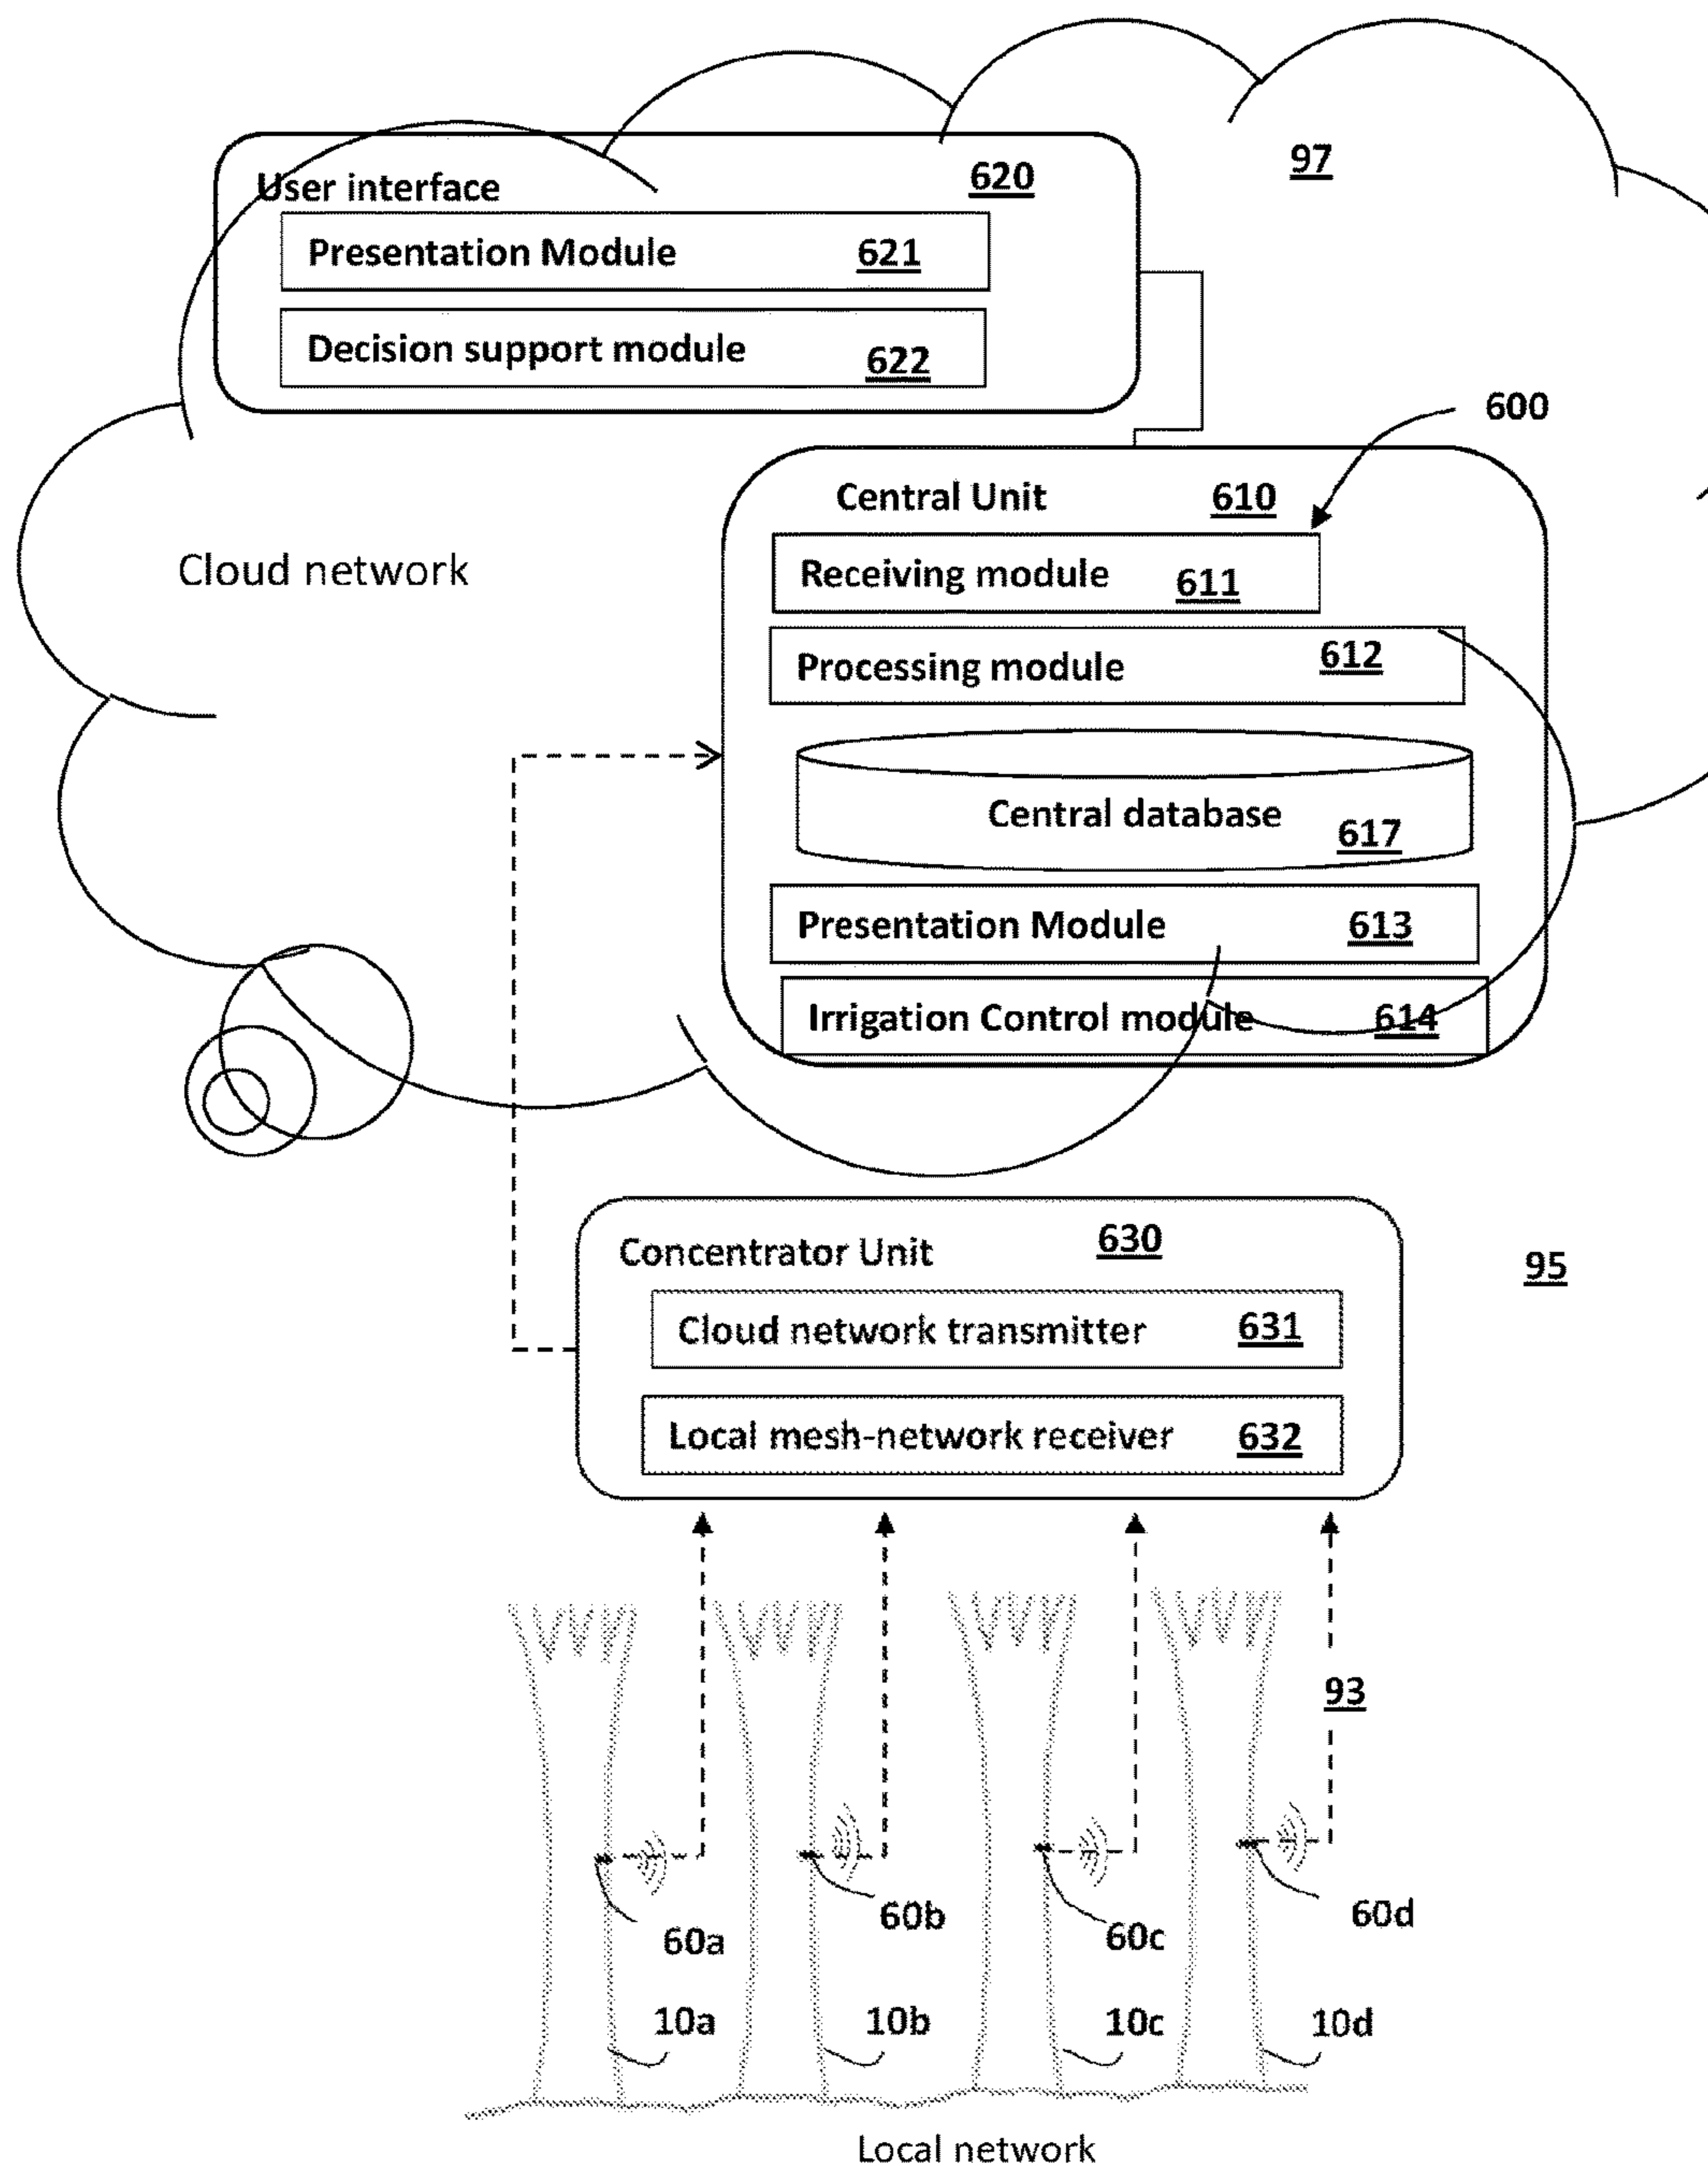 97
User interface 620
Presentation Module 621
Decision support module 622
600
Central Unit 610
Receiving module 611
Cloud network
Processing module 612
Central database 617
Presentation Module 613
Irrigation Control module 614
Concentrator Unit 630
95
Cloud network transmitter 631
Local mesh-network receiver 632
93
60a 60b 60c 60d
10a 10b 10c 10d
Local network